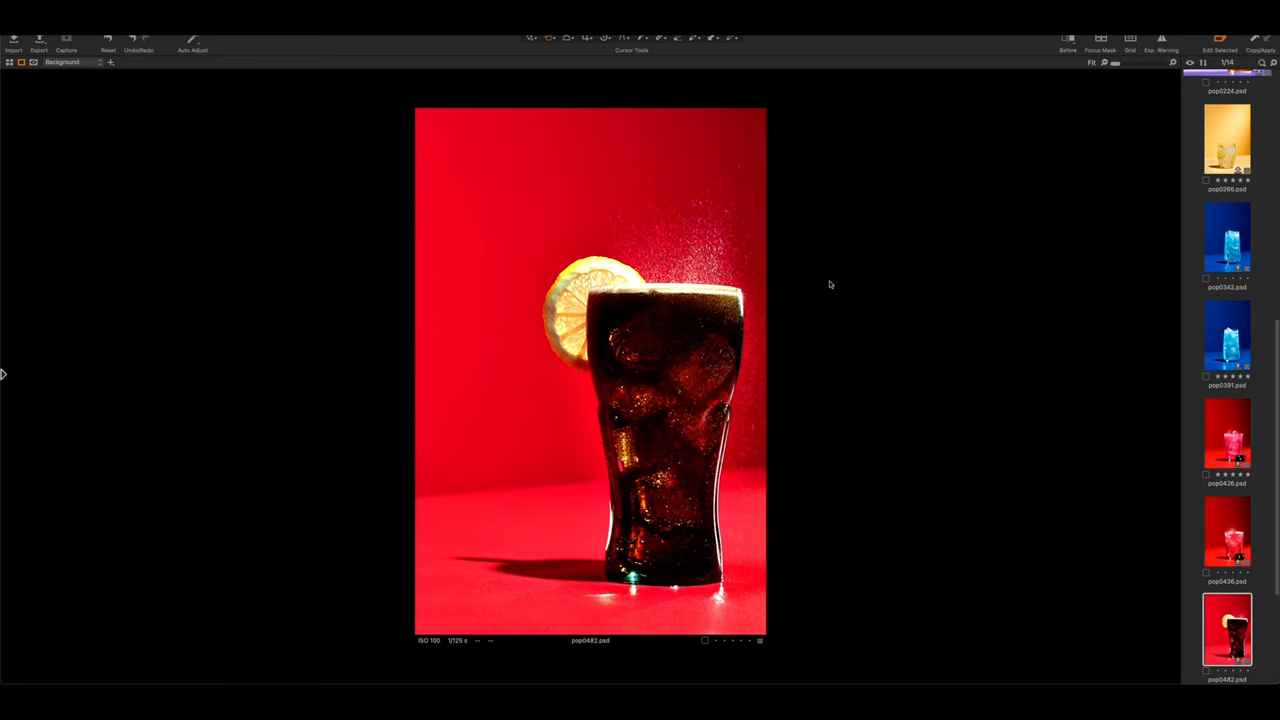 Import Export Capture Reset Undo/Redo Auto Adjust Cursor Tools Before Focus Mask Grid Exp. Warning Edit Selected Copy/Apply
Background
Fit
1/14
pop0224.psd
pop0266.psd
pop0342.psd
pop0391.psd
pop0426.psd
pop0436.psd
ISO 100 1/125 s -- -- pop0482.psd
pop0482.psd